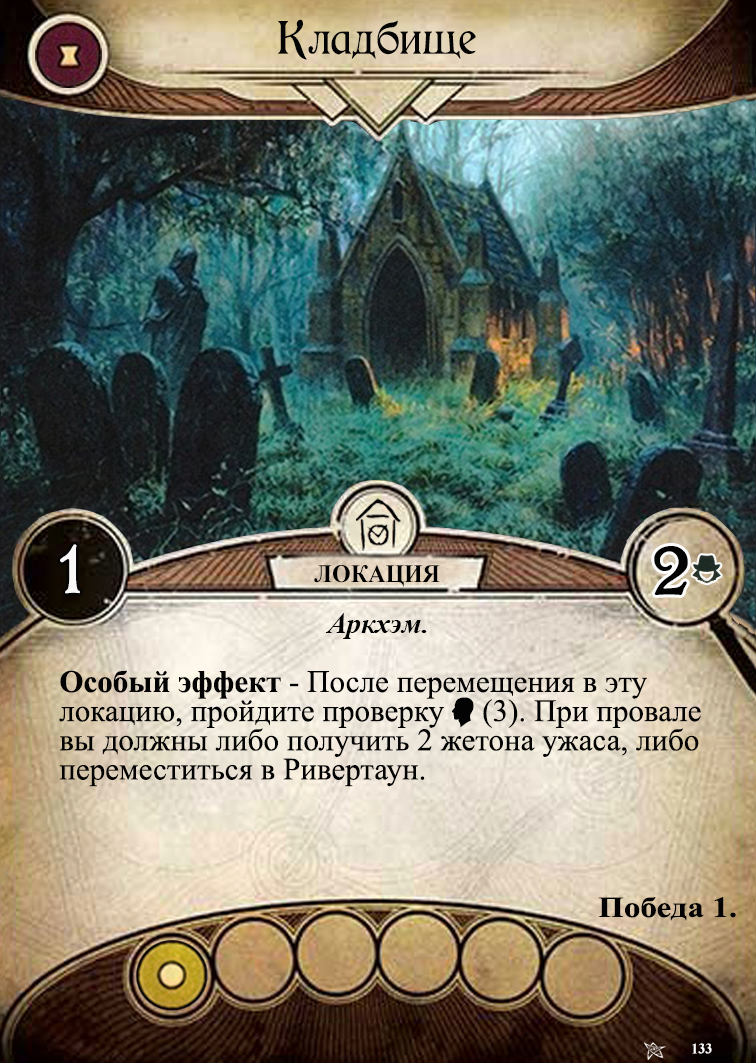 Кладбище
1
2
ЛОКАЦИЯ
Аркхэм.
Особый эффект - После перемещения в эту
локацию, пройдите проверку (3). При провале
вы должны либо получить 2 жетона ужаса, либо
переместиться в Ривертаун.
Победа 1.
133